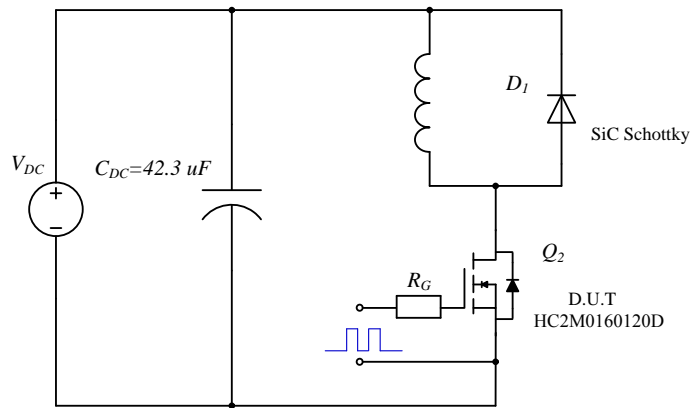 D1
SiC Schottky
VDC
CDC=42.3 uF
+
−
Q2
RG
D.U.T
HC2M0160120D